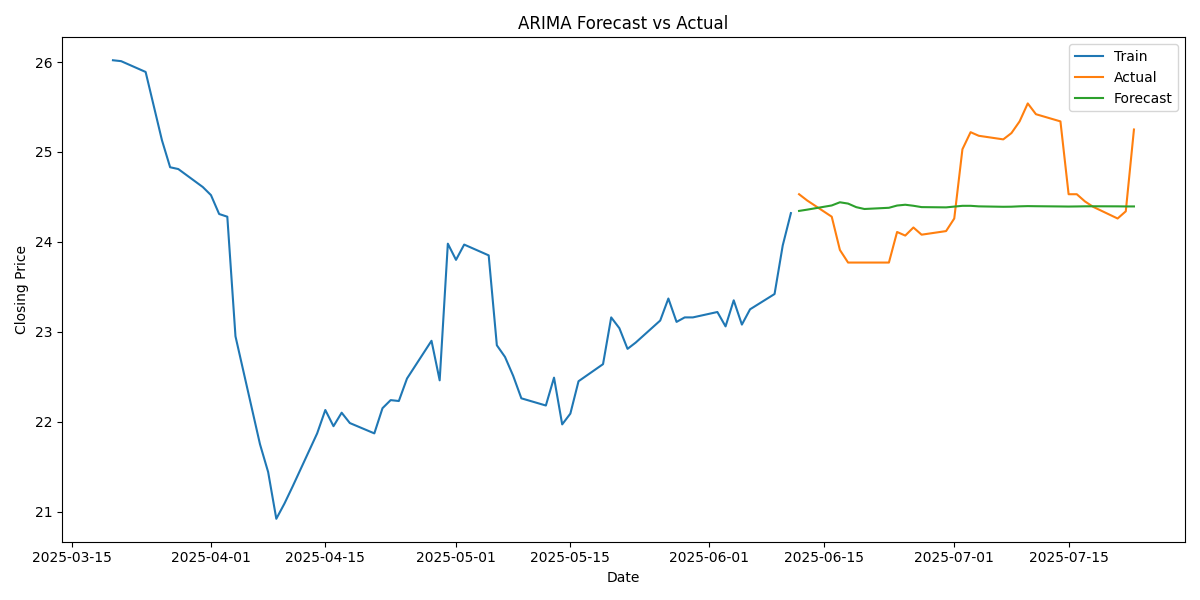 ARIMA Forecast vs Actual
Train
Actual
Forecast
Closing Price
26
25
24
23
22
21
2025-03-15
2025-04-01
2025-04-15
2025-05-01
2025-05-15
2025-06-01
2025-06-15
2025-07-01
2025-07-15
Date